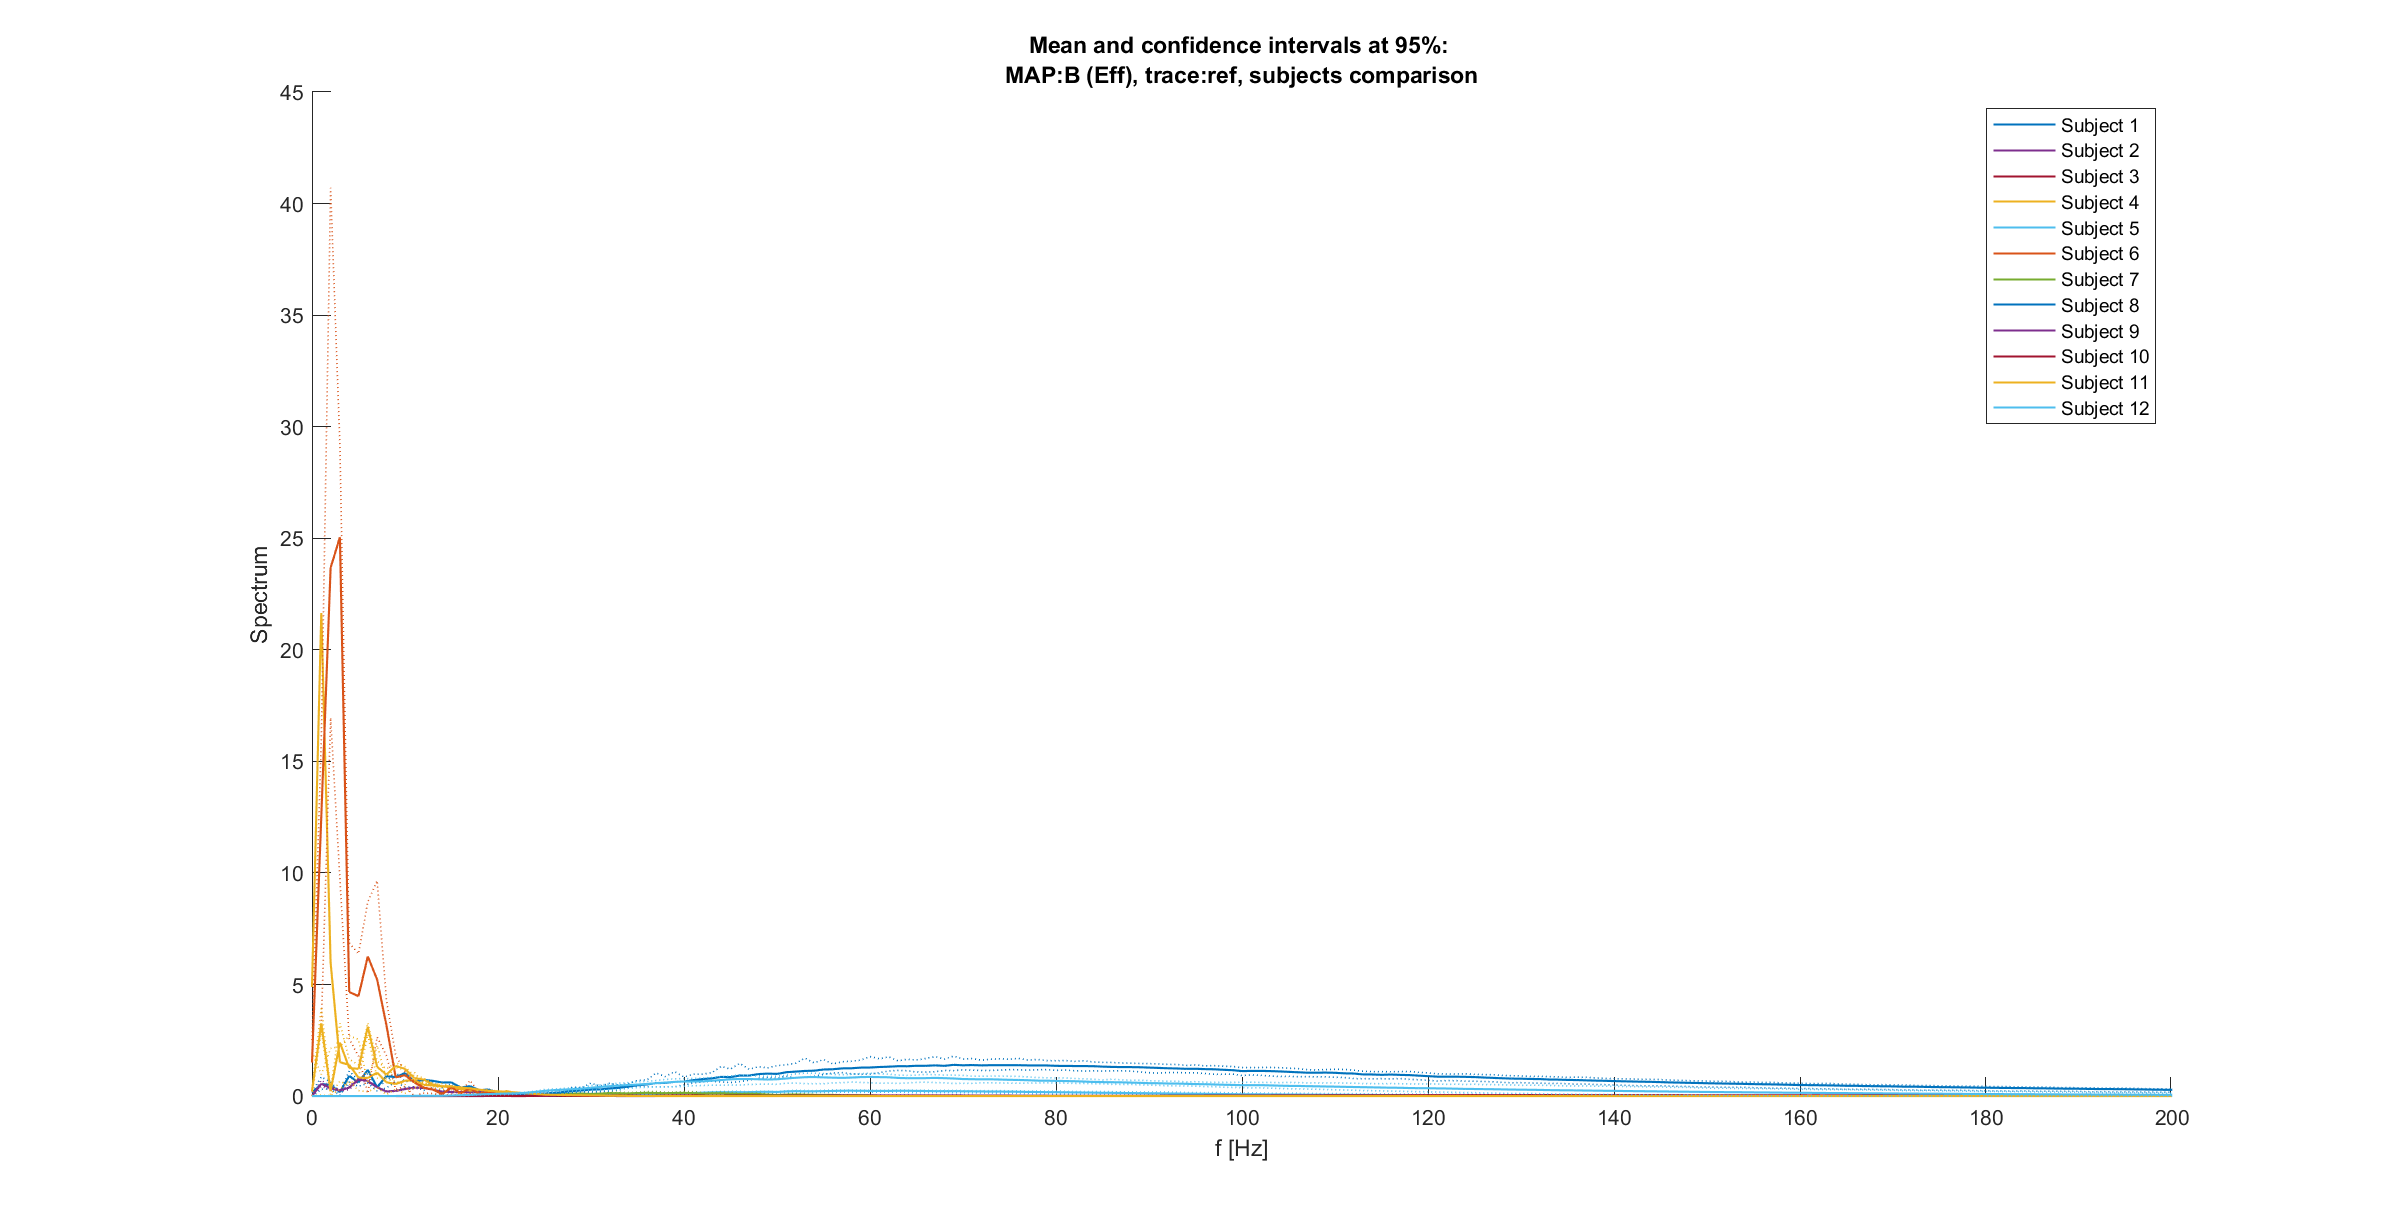 Mean and confidence intervals at 95%:
MAP:B (Eff), trace:ref, subjects comparison
45
40
35
30
25
20
15
10
5
0
Spectrum
Subject 1
Subject 2
Subject 3
Subject 4
Subject 5
Subject 6
Subject 7
Subject 8
Subject 9
Subject 10
Subject 11
Subject 12
0 20 40 60 80 100 120 140 160 180 200
f [Hz]